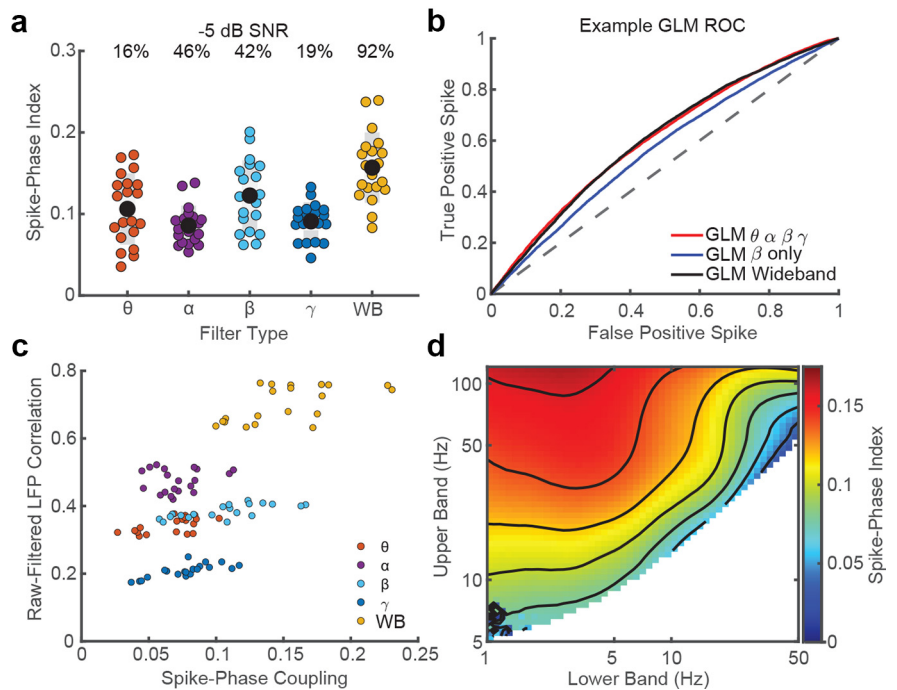 a
-5 dB SNR
16% 46% 42% 19% 92%
Spike-Phase Index
0.3
0.2
0.1
0
θ α β γ WB
Filter Type
b
Example GLM ROC
True Positive Spike
1
0.8
0.6
0.4
0.2
0
GLM θ α β γ
GLM β only
GLM Wideband
0 0.2 0.4 0.6 0.8 1
False Positive Spike
c
Raw-Filtered LFP Correlation
0.8
0.6
0.4
0.2
0
θ
α
β
γ
WB
0 0.05 0.1 0.15 0.2 0.25
Spike-Phase Coupling
d
Upper Band (Hz)
100
50
10
5
1 5 10 50
Lower Band (Hz)
0.15
0.1
0.05
0
Spike-Phase Index